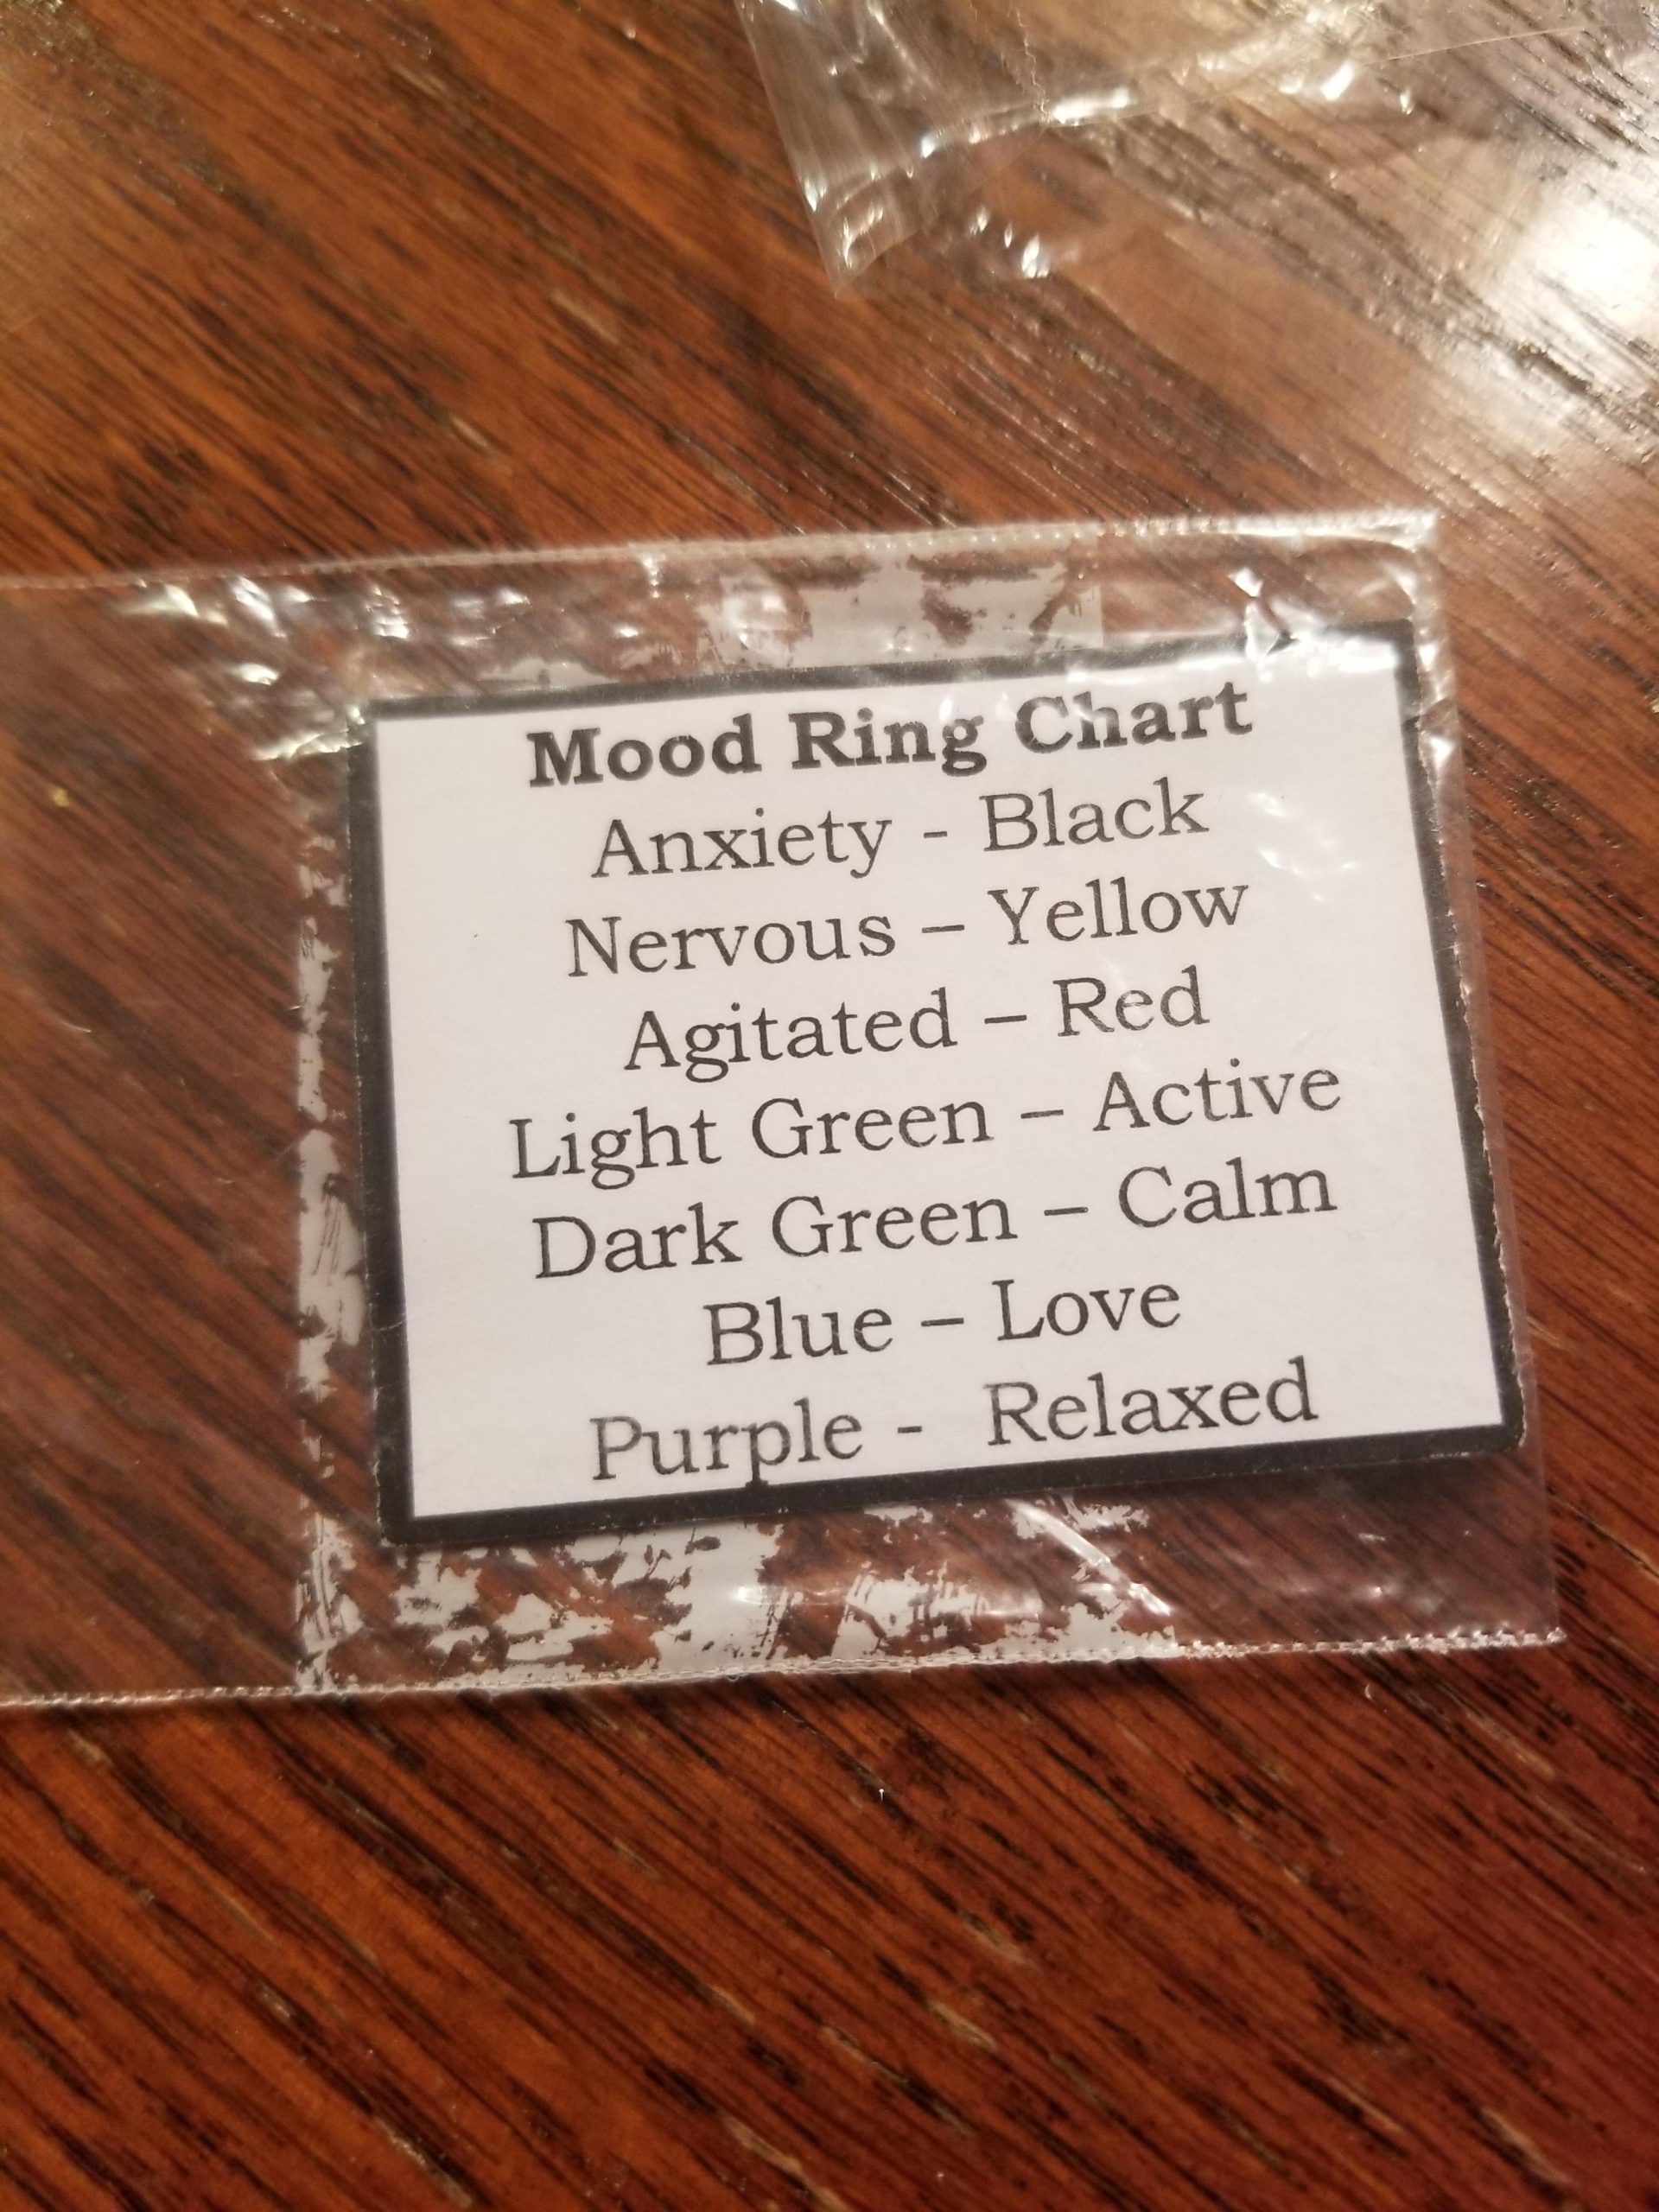 Mood Ring Chart
Anxiety - Black
Nervous – Yellow
Agitated – Red
Light Green – Active
Dark Green – Calm
Blue – Love
Purple - Relaxed